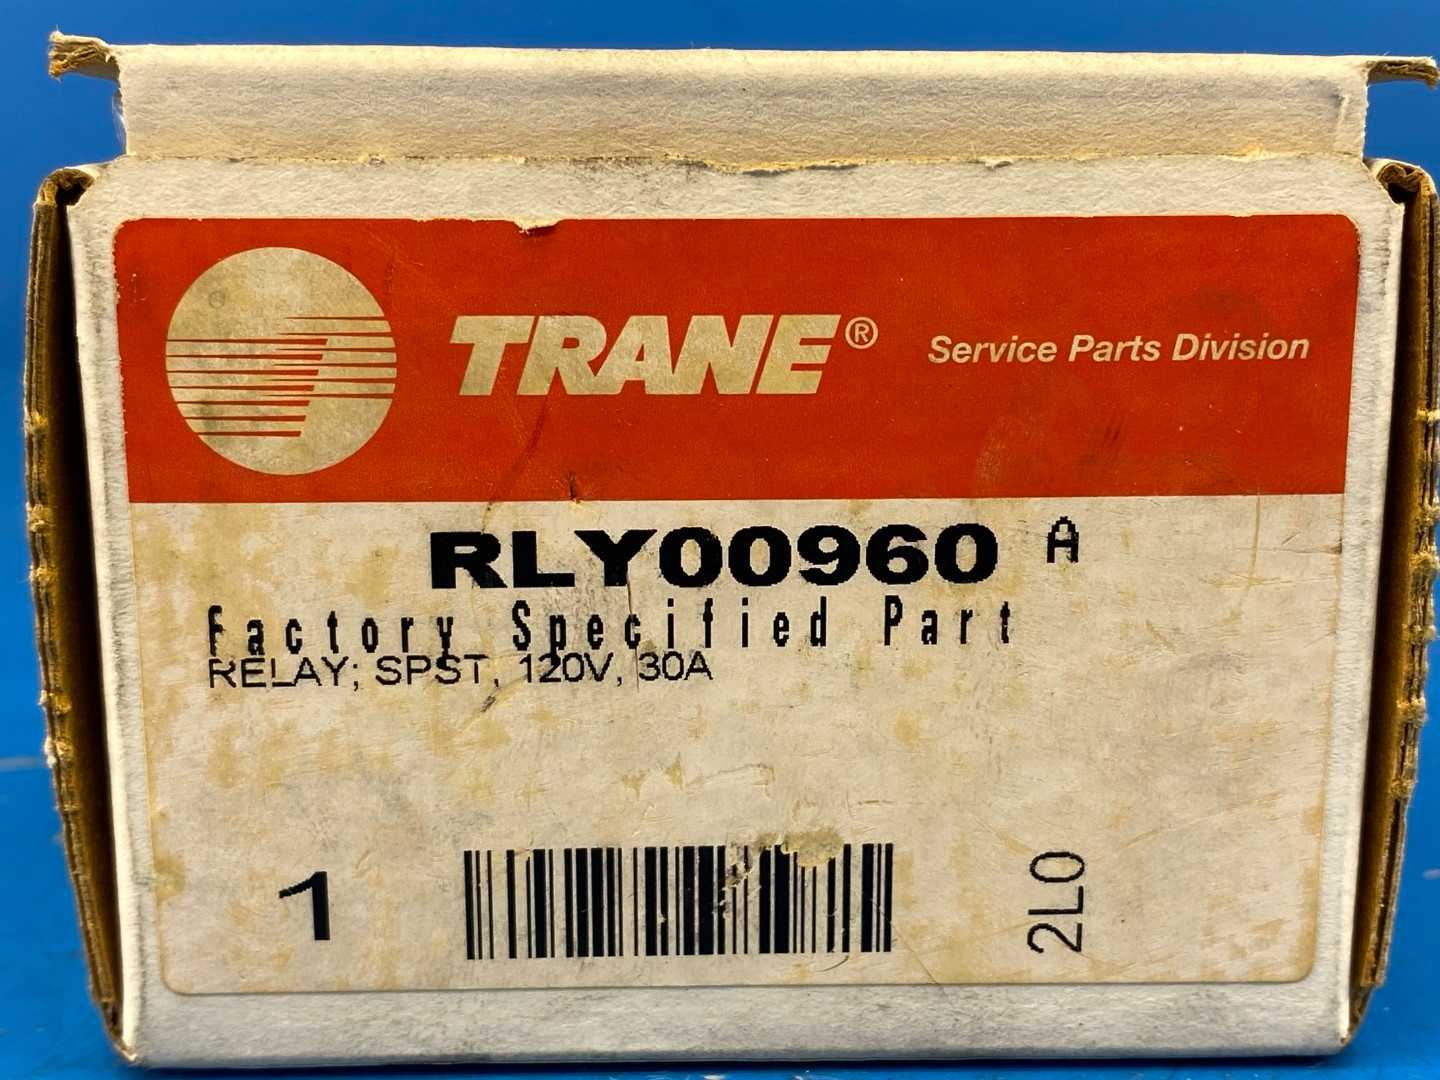 TRANE® Service Parts Division
RLY00960 A
Factory Specified Part
RELAY; SPST, 120V, 30A
1
2L0